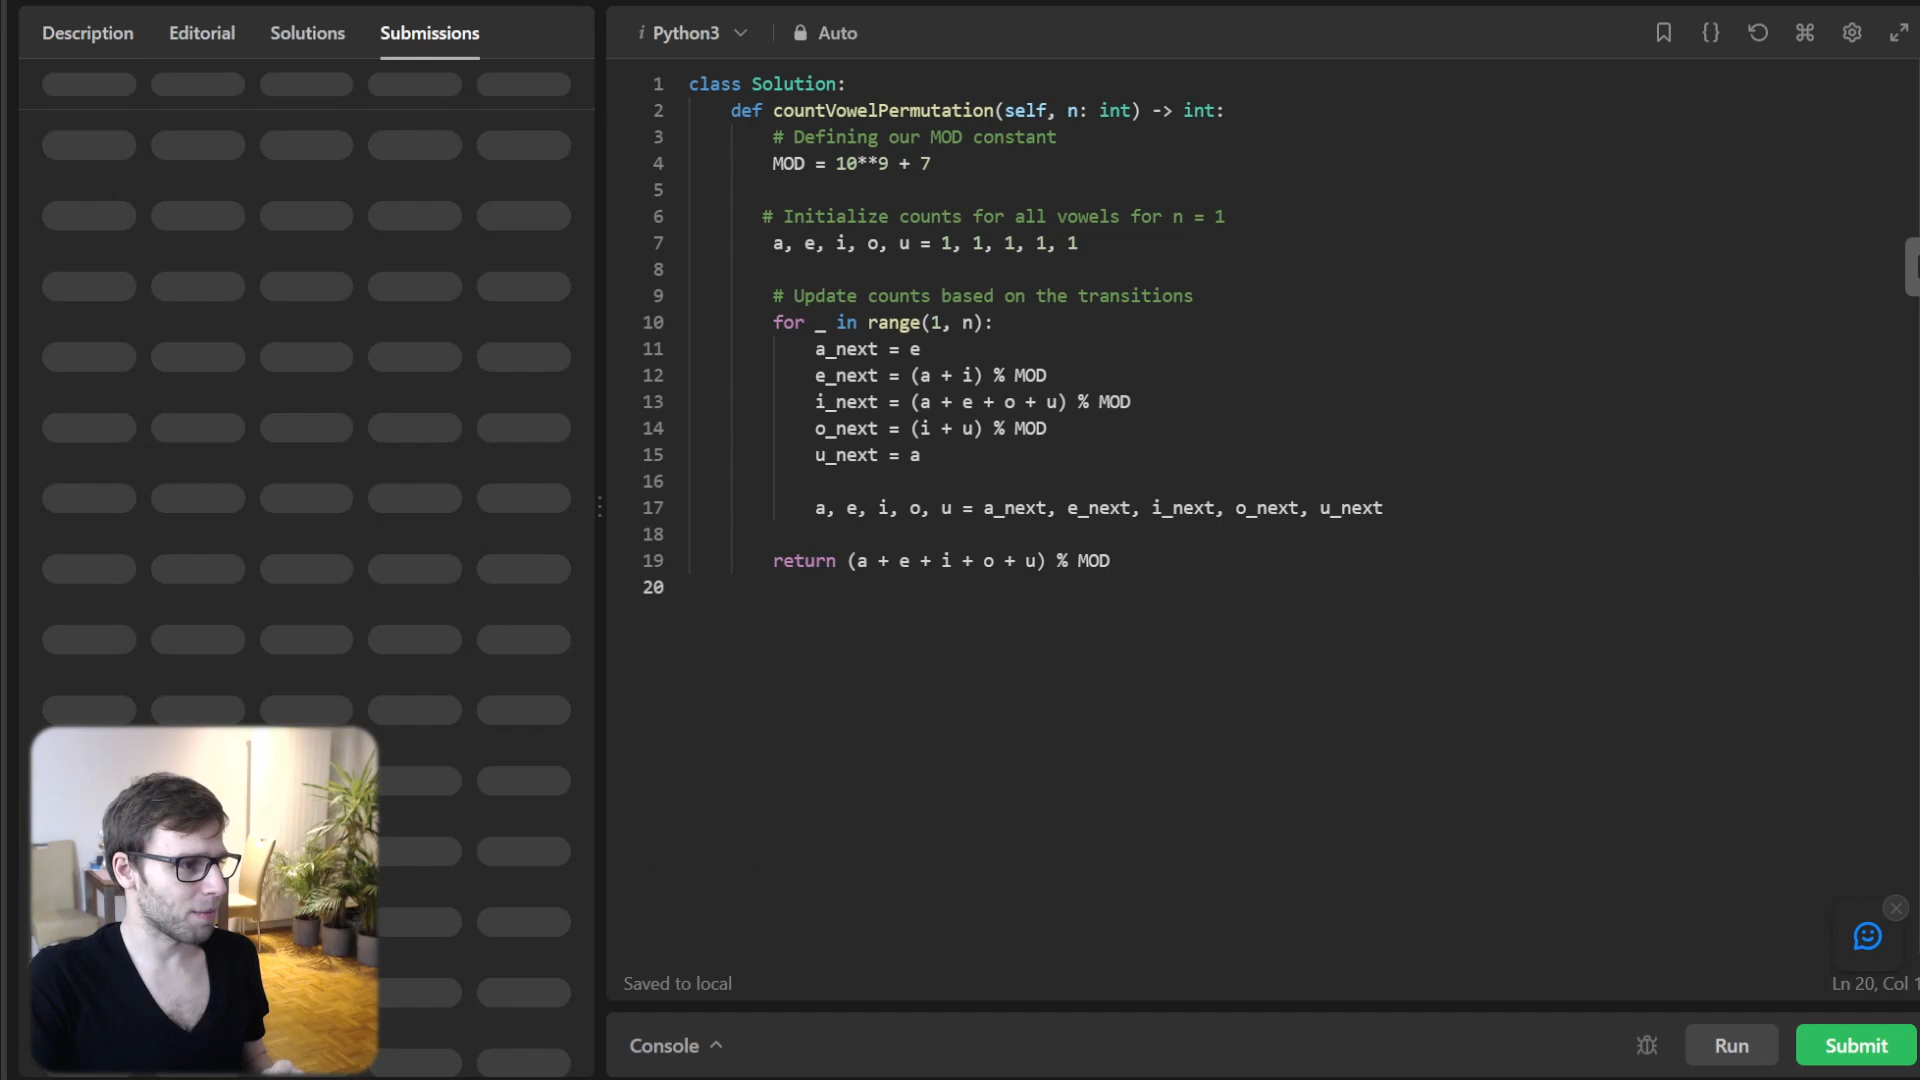 Description Editorial Solutions Submissions
i Python3 Auto
1 class Solution:
2 def countVowelPermutation(self, n: int) -> int:
3 # Defining our MOD constant
4 MOD = 10**9 + 7
5
6 # Initialize counts for all vowels for n = 1
7 a, e, i, o, u = 1, 1, 1, 1, 1
8
9 # Update counts based on the transitions
10 for _ in range(1, n):
11 a_next = e
12 e_next = (a + i) % MOD
13 i_next = (a + e + o + u) % MOD
14 o_next = (i + u) % MOD
15 u_next = a
16
17 a, e, i, o, u = a_next, e_next, i_next, o_next, u_next
18
19 return (a + e + i + o + u) % MOD
20
Saved to local
Ln 20, Col 1
Console
Run
Submit